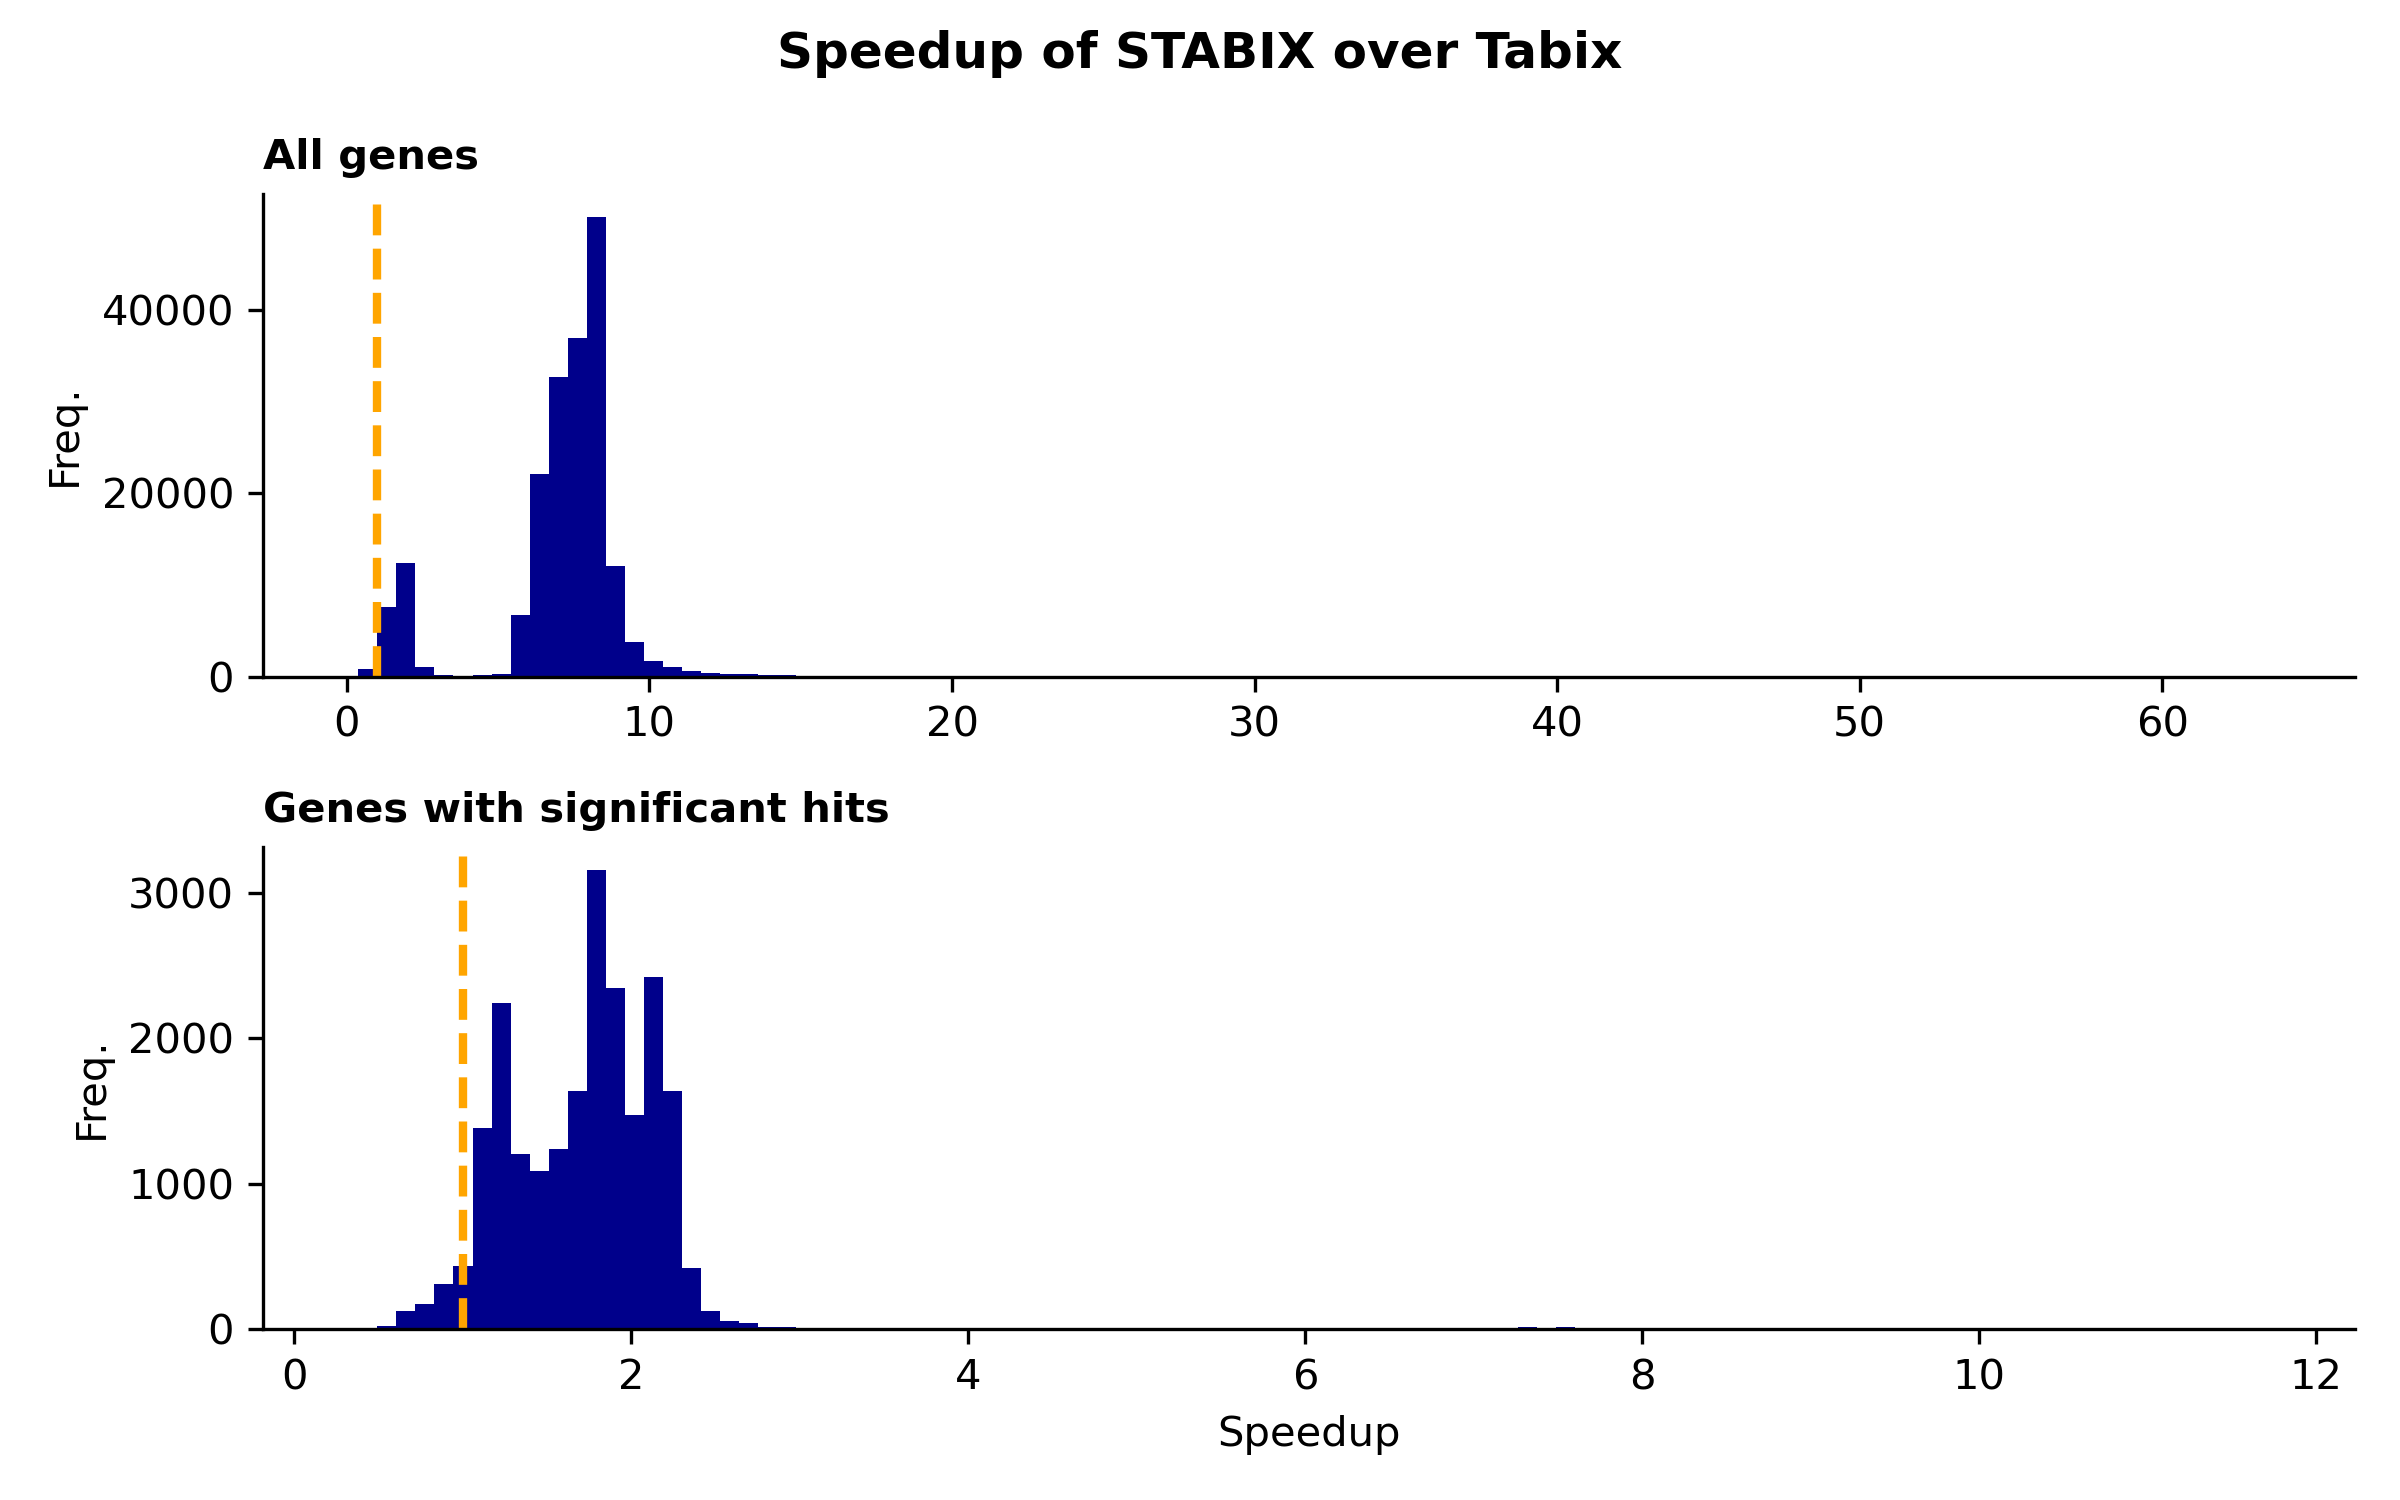 Speedup of STABIX over Tabix
All genes
Freq.
40000
20000
0
0 10 20 30 40 50 60
Genes with significant hits
Freq.
3000
2000
1000
0
0 2 4 6 8 10 12
Speedup